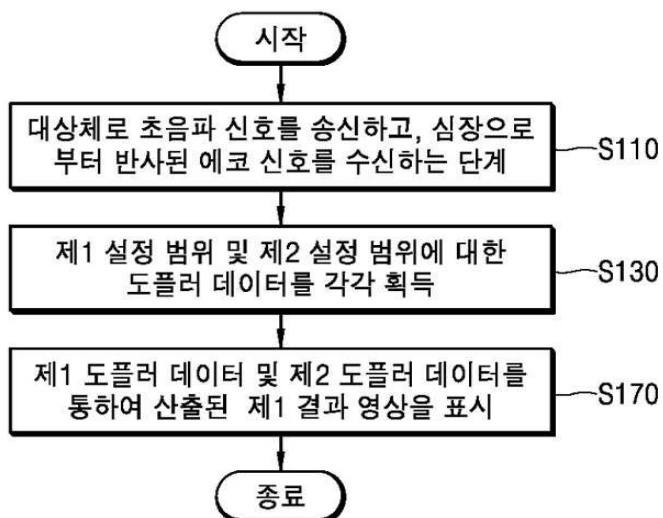 시작
대상체로 초음파 신호를 송신하고, 심장으로
부터 반사된 에코 신호를 수신하는 단계
S110
제1 설정 범위 및 제2 설정 범위에 대한
도플러 데이터를 각각 획득
S130
제1 도플러 데이터 및 제2 도플러 데이터를
통하여 산출된 제1 결과 영상을 표시
S170
종료